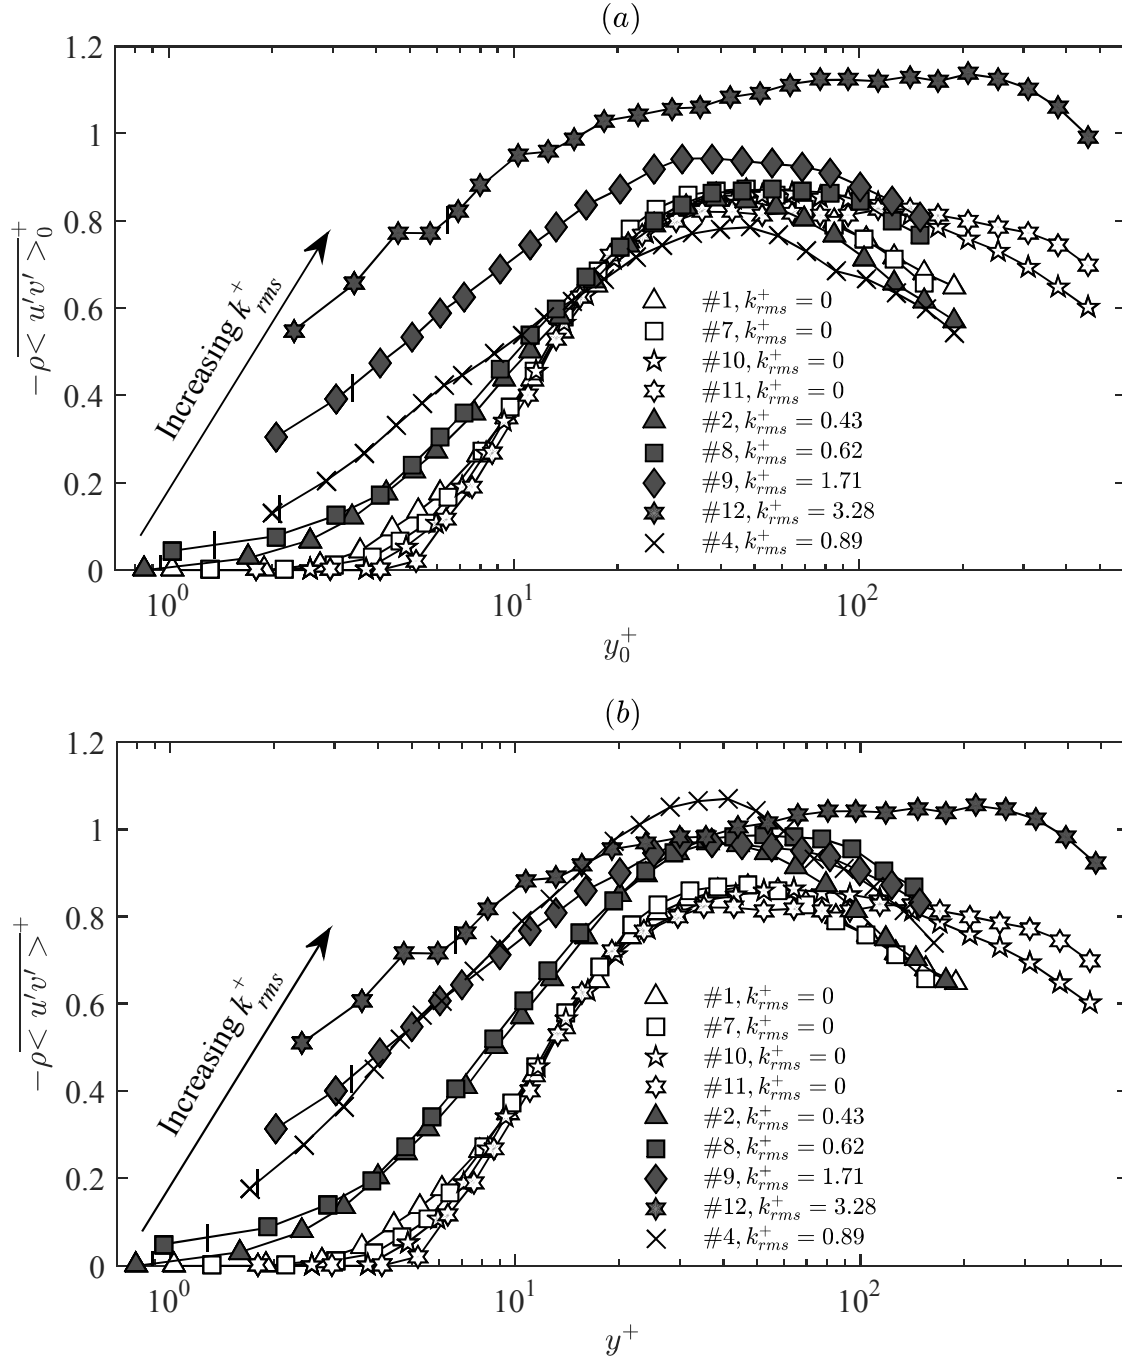 (a)
1.2
1
0.8
0.6
0.4
0.2
0
−ρ<u′v′>₀⁺
Increasing k⁺rms
#1, k⁺rms = 0
#7, k⁺rms = 0
#10, k⁺rms = 0
#11, k⁺rms = 0
#2, k⁺rms = 0.43
#8, k⁺rms = 0.62
#9, k⁺rms = 1.71
#12, k⁺rms = 3.28
#4, k⁺rms = 0.89
10⁰ 10¹ 10²
y₀⁺
(b)
1.2
1
0.8
0.6
0.4
0.2
0
−ρ<u′v′>⁺
Increasing k⁺rms
#1, k⁺rms = 0
#7, k⁺rms = 0
#10, k⁺rms = 0
#11, k⁺rms = 0
#2, k⁺rms = 0.43
#8, k⁺rms = 0.62
#9, k⁺rms = 1.71
#12, k⁺rms = 3.28
#4, k⁺rms = 0.89
10⁰ 10¹ 10²
y⁺